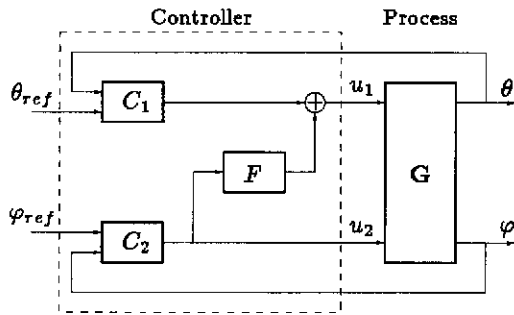 Controller Process
θref C1 u1 θ
F G
φref C2 u2 φ